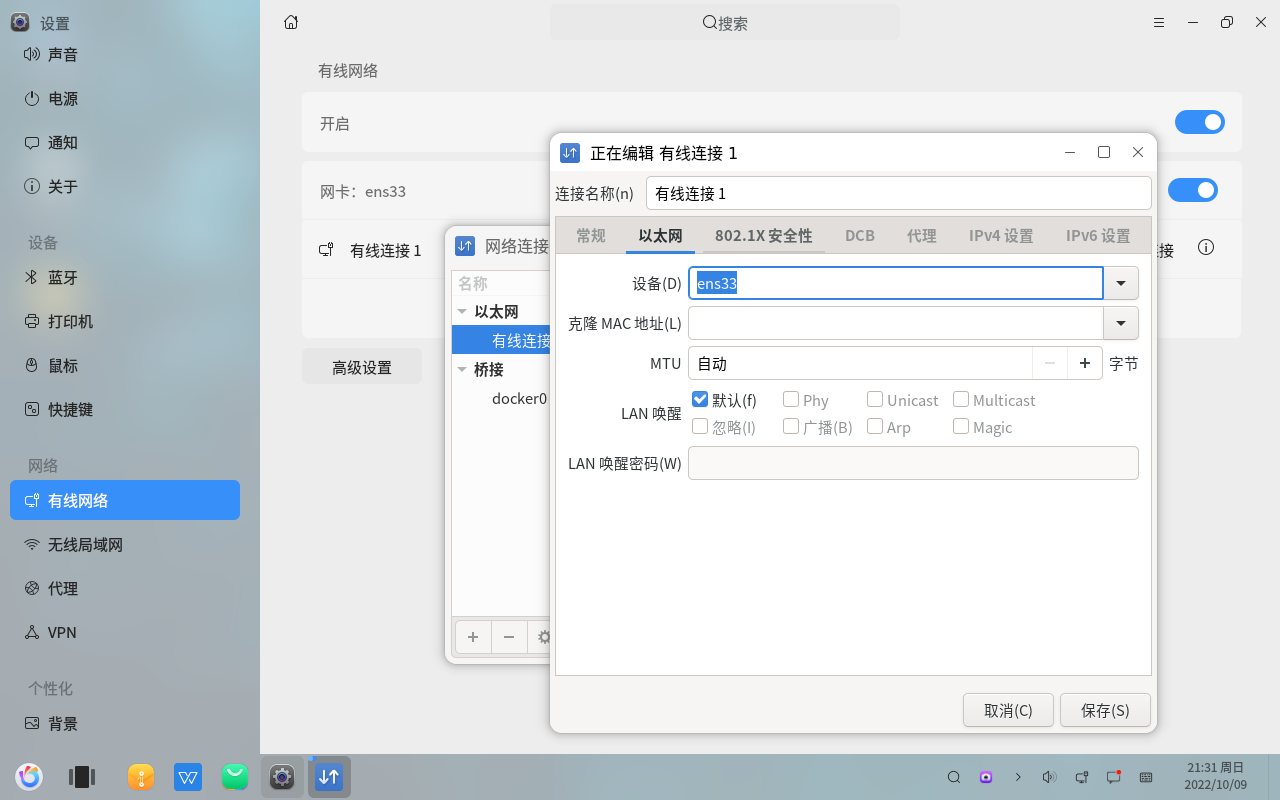 设置
搜索
声音
电源
通知
关于
设备
蓝牙
打印机
鼠标
快捷键
网络
有线网络
无线局域网
代理
VPN
个性化
背景
有线网络
开启
网卡：ens33
有线连接 1
接
高级设置
网络连接
名称
以太网
有线连接
桥接
docker0
正在编辑 有线连接 1
连接名称(n) 有线连接 1
常规 以太网 802.1X 安全性 DCB 代理 IPv4 设置 IPv6 设置
设备(D) ens33
克隆 MAC 地址(L)
MTU 自动 字节
LAN 唤醒
默认(f) Phy Unicast Multicast
忽略(I) 广播(B) Arp Magic
LAN 唤醒密码(W)
取消(C) 保存(S)
21:31 周日
2022/10/09